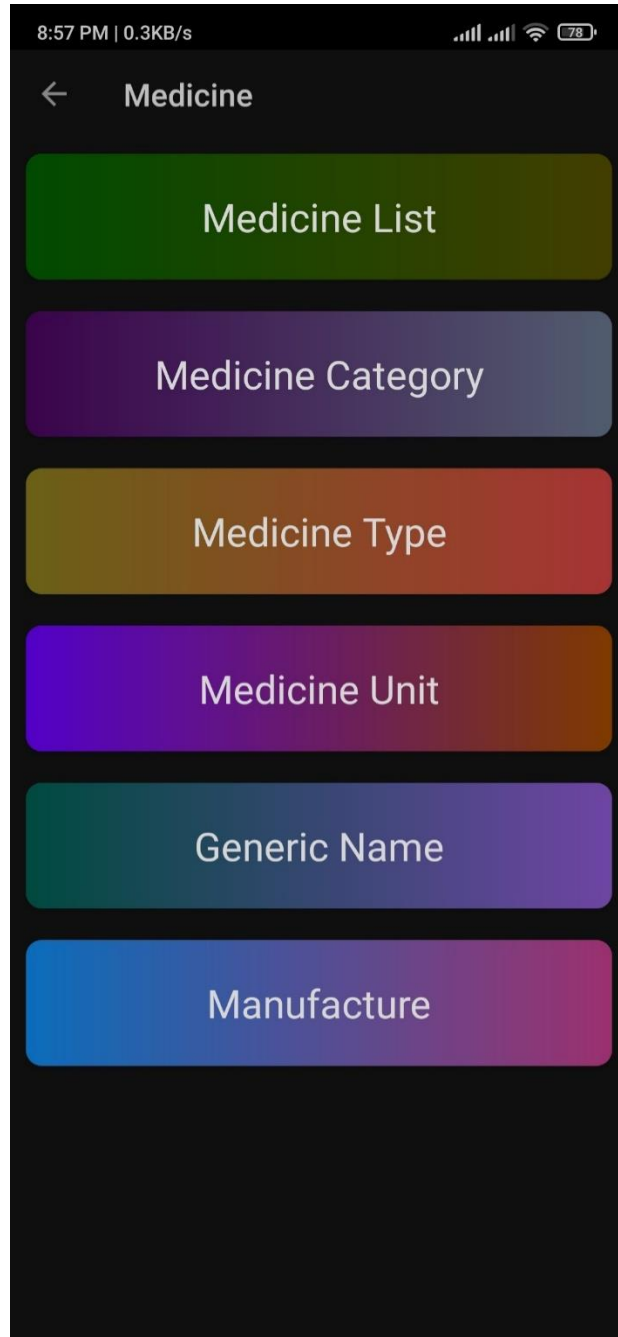 8:57 PM | 0.3KB/s 78
Medicine
Medicine List
Medicine Category
Medicine Type
Medicine Unit
Generic Name
Manufacture